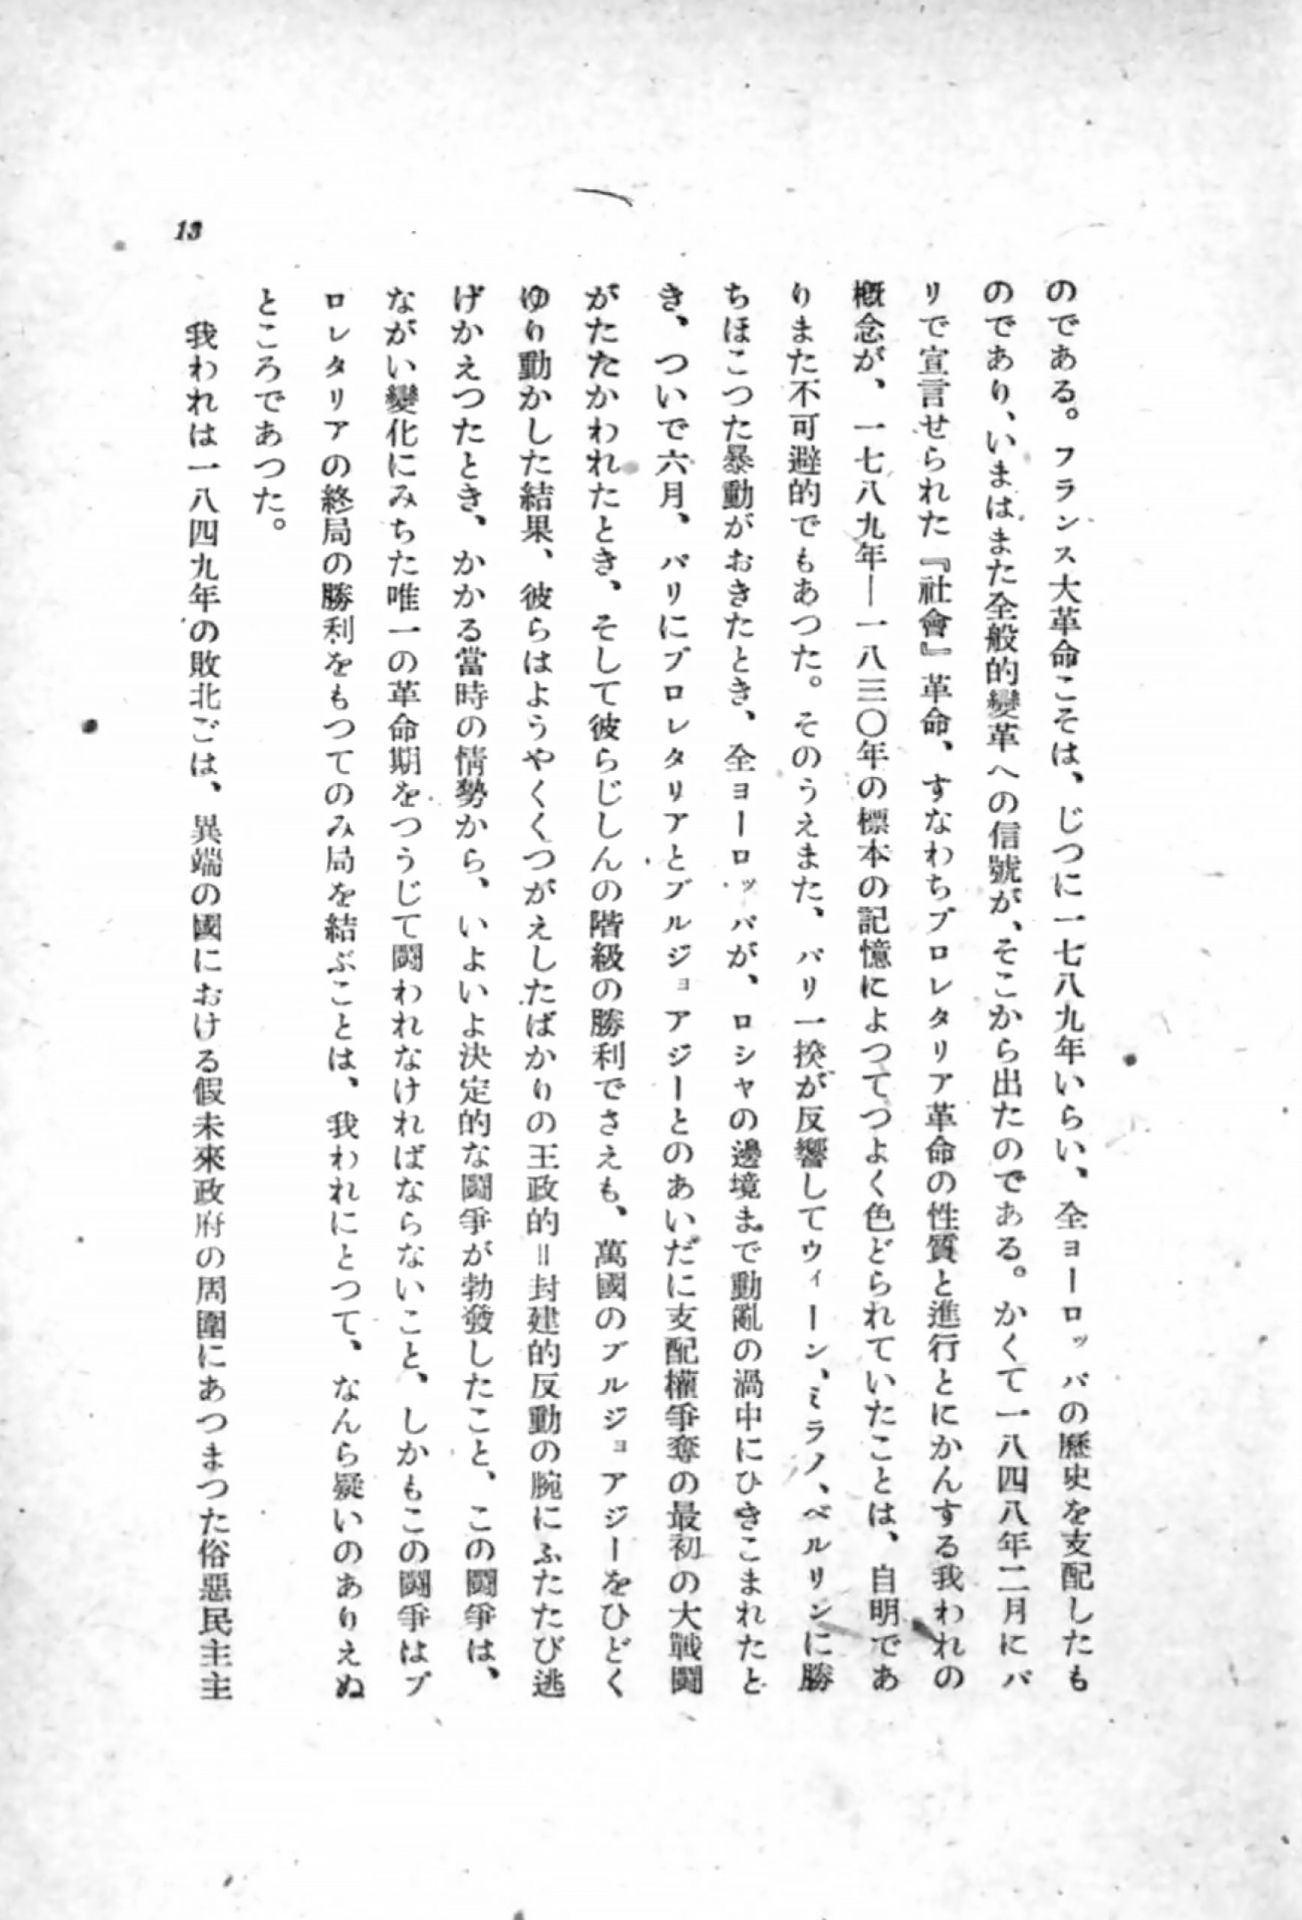 のである。フランス大革命こそは、じつに一七八九年いらい、全ヨーロッパの歷史を支配したも
のであり、いまはまた全般的變革への信號が、そこから出たのである。かくて一八四八年二月にパ
リで宣言せられた『社會』革命、すなわちプロレタリア革命の性質と進行とにかんする我われの
概念が、一七八九年―一八三〇年の標本の記憶によつてつよく色どられていたことは、自明であ
りまた不可避的でもあつた。そのうえまた、パリ一揆が反響してウィーン、ミラノ、ベルリンに勝
ちほこつた暴動がおきたとき、全ヨーロッパが、ロシヤの邊境まで動亂の渦中にひきこまれたと
き、ついで六月、パリにプロレタリアとブルジョアジーとのあいだに支配權爭奪の最初の大戰闘
がたたかわれたとき、そして彼らじしんの階級の勝利でさえも、萬國のブルジョアジーをひどく
ゆり動かした結果、彼らはようやくくつがえしたばかりの王政的＝封建的反動の腕にふたたび逃
げかえつたとき、かかる當時の情勢から、いよいよ決定的な闘爭が勃發したこと、この闘爭は、
ながい變化にみちた唯一の革命期をつうじて闘われなければならないこと、しかもこの闘爭はプ
ロレタリアの終局の勝利をもつてのみ局を結ぶことは、我われにとつて、なんら疑いのありえぬ
ところであつた。
我われは一八四九年の敗北ごは、異端の國における假未來政府の周圍にあつまつた俗惡民主主
13